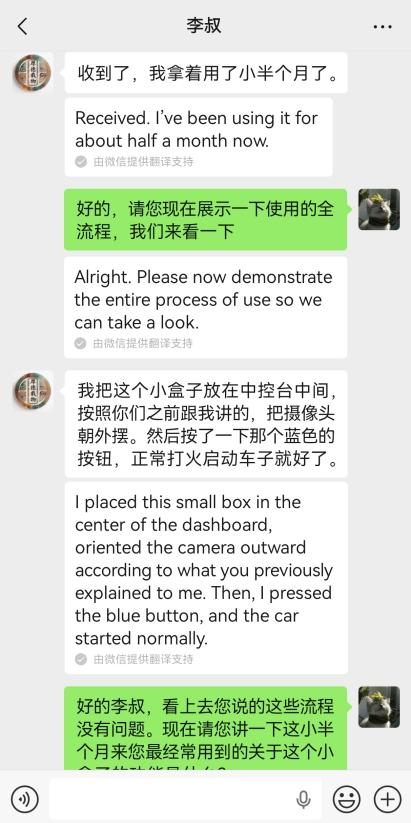 李叔
收到了，我拿着用了小半个月了。
Received. I've been using it for
about half a month now.
由微信提供翻译支持
好的，请您现在展示一下使用的全
流程，我们来看一下
Alright. Please now demonstrate
the entire process of use so we
can take a look.
由微信提供翻译支持
我把这个小盒子放在中控台中间，
按照你们之前跟我讲的，把摄像头
朝外摆。然后按了一下那个蓝色的
按钮，正常打火启动车子就好了。
I placed this small box in the
center of the dashboard,
oriented the camera outward
according to what you previously
explained to me. Then, I pressed
the blue button, and the car
started normally.
由微信提供翻译支持
好的李叔，看上去您说的这些流程
没有问题。现在请您讲一下这小半
个月来您最经常用到的关于这个小